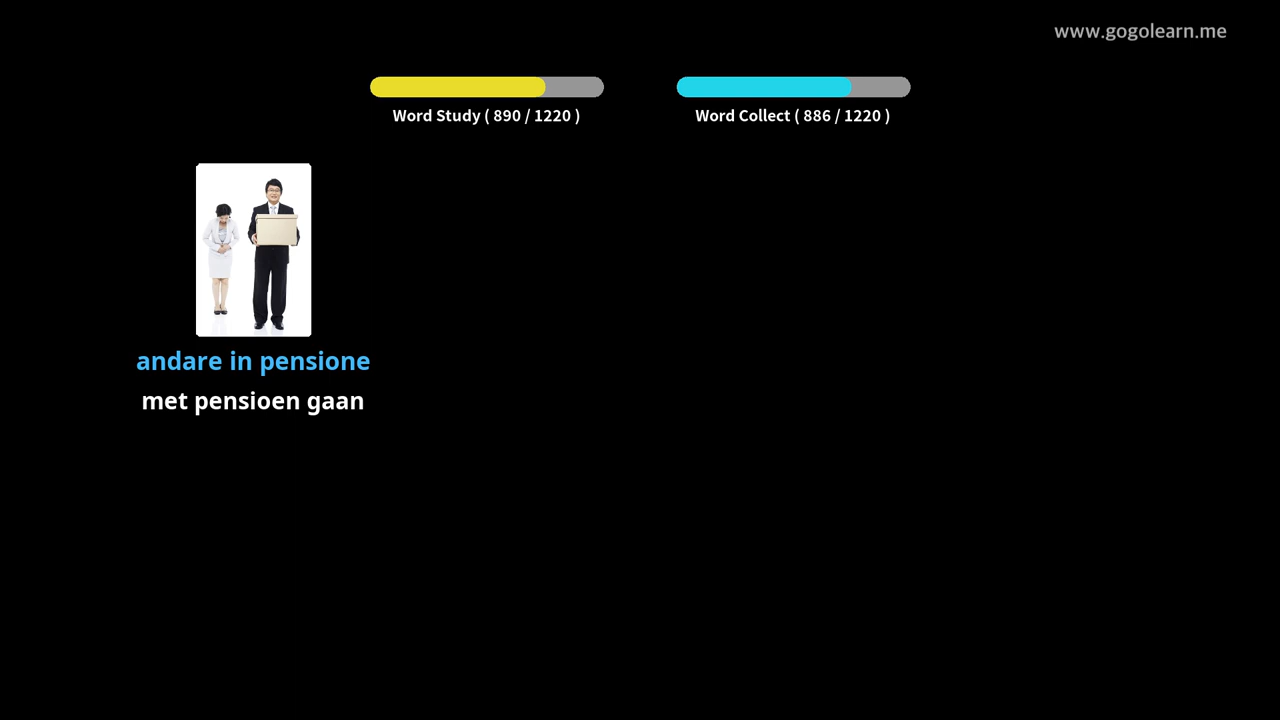 www.gogolearn.me
Word Study ( 890 / 1220 )
Word Collect ( 886 / 1220 )
andare in pensione
met pensioen gaan